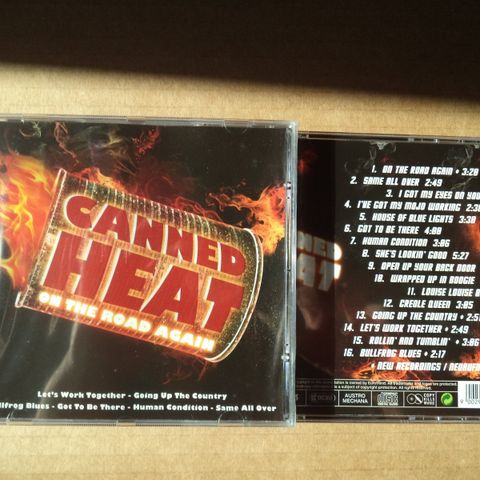 CANNED
HEAT
ON THE ROAD AGAIN
Let's Work Together - Going Up The Country
Bullfrog Blues - Got To Be There - Human Condition - Same All Over
1. ON THE ROAD AGAIN • 3:20
2. SAME ALL OVER 2:49
3. I GOT MY EYES ON YOU
4. I'VE GOT MY MOJO WORKING
5. HOUSE OF BLUE LIGHTS 3:30
6. GOT TO BE THERE 4:00
7. HUMAN CONDITION • 3:06
8. SHE'S LOOKIN' GOOD • 5:27
9. OPEN UP YOUR BACK DOOR
10. WRAPPED UP IN BOOGIE
11. LOUISE LOUISE
12. CREOLE QUEEN • 3:05
13. GOING UP THE COUNTRY •
14. LET'S WORK TOGETHER • 2:49
15. ROLLIN' AND TUMBLIN' • 3:06
16. BULLFROG BLUES • 2:17
• NEW RECORDINGS /
AUSTRO
MECHANA